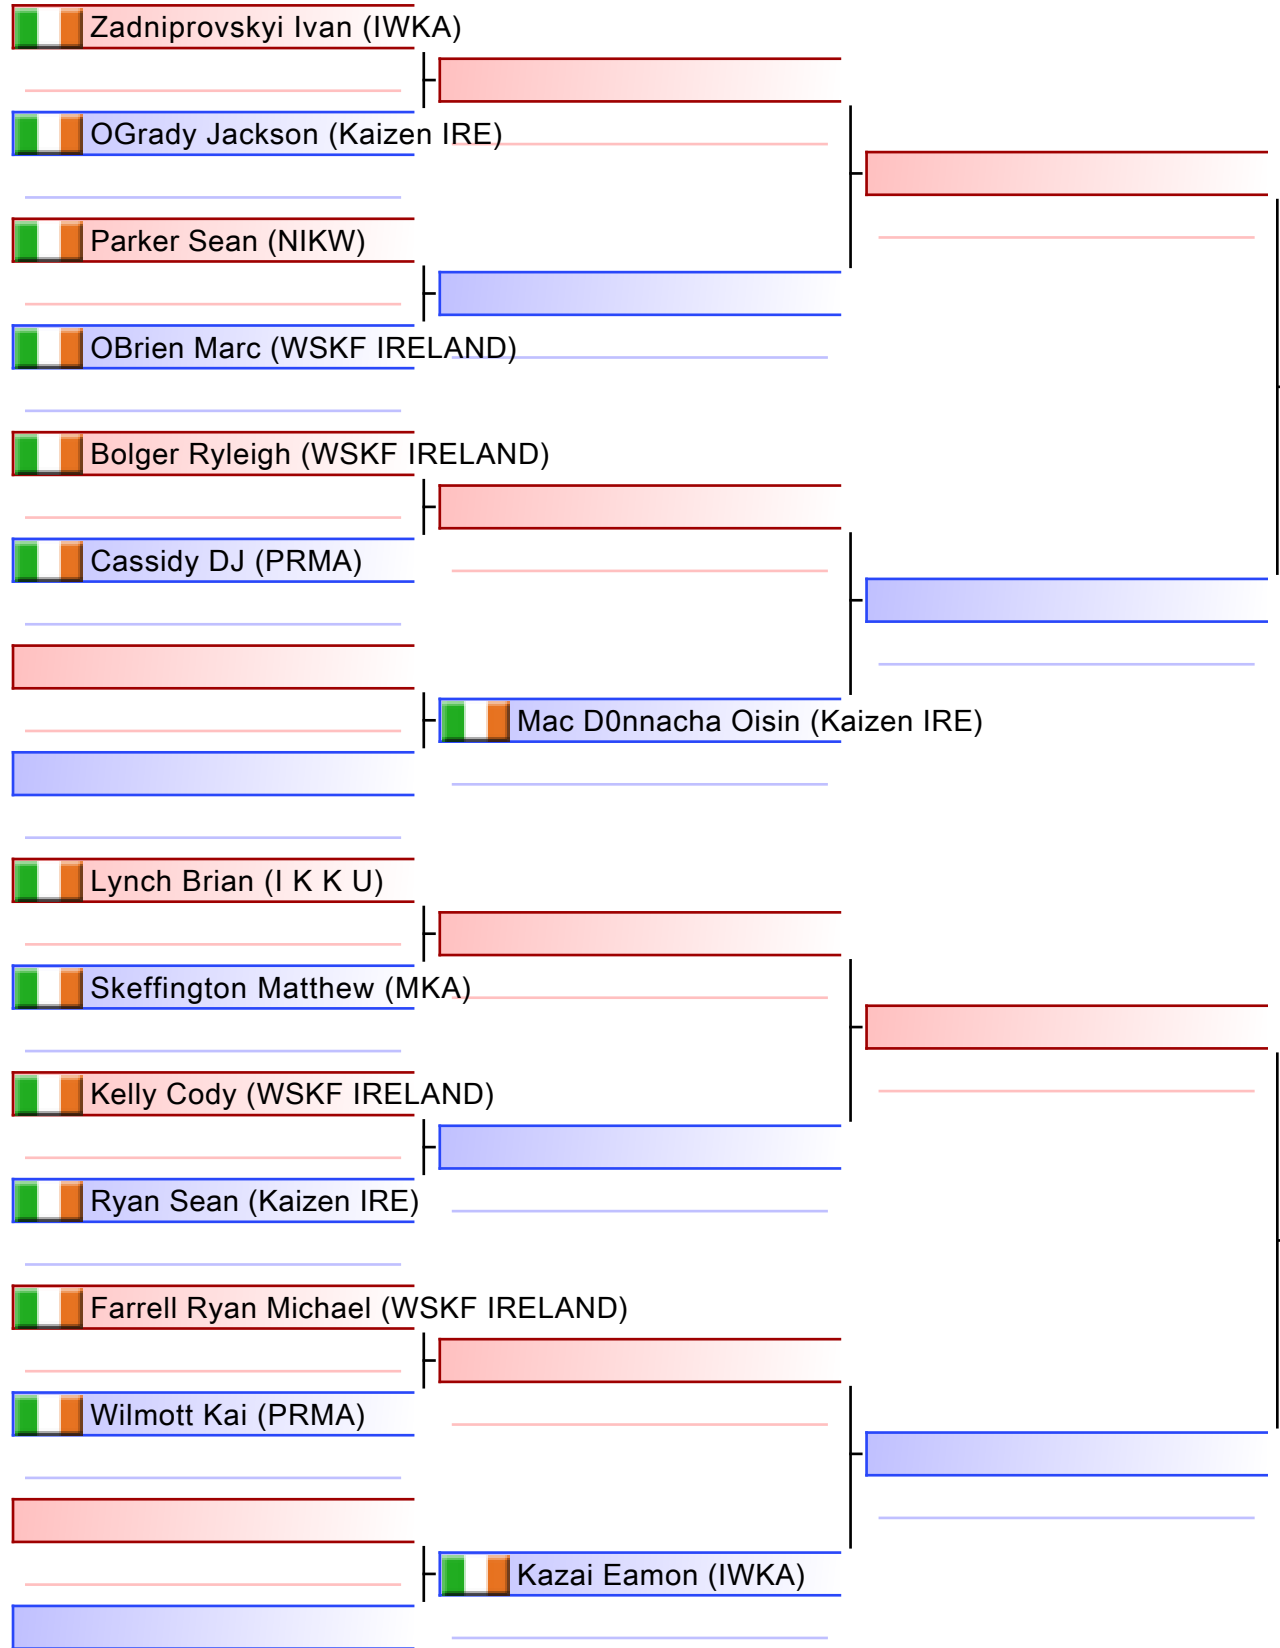 Zadniprovskyi Ivan (IWKA)
OGrady Jackson (Kaizen IRE)
Parker Sean (NIKW)
OBrien Marc (WSKF IRELAND)
Bolger Ryleigh (WSKF IRELAND)
Cassidy DJ (PRMA)
Mac D0nnacha Oisin (Kaizen IRE)
Lynch Brian (I K K U)
Skeffington Matthew (MKA)
Kelly Cody (WSKF IRELAND)
Ryan Sean (Kaizen IRE)
Farrell Ryan Michael (WSKF IRELAND)
Wilmott Kai (PRMA)
Kazai Eamon (IWKA)